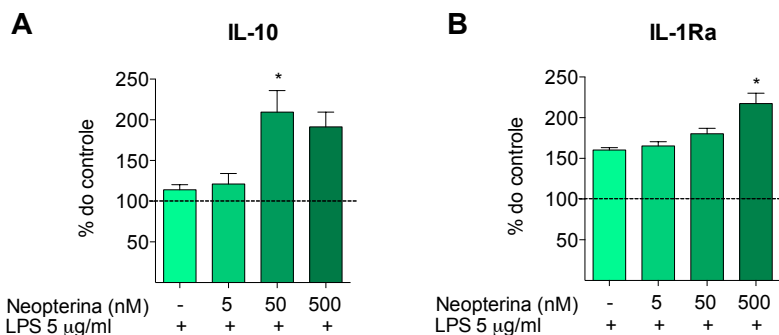 A
IL-10
% do controle
250
*
200
150
100
50
Neopterina (nM) - 5 50 500
LPS 5 µg/ml + + + +
B
IL-1Ra
% do controle
250
*
200
150
100
50
Neopterina (nM) - 5 50 500
LPS 5 µg/ml + + + +